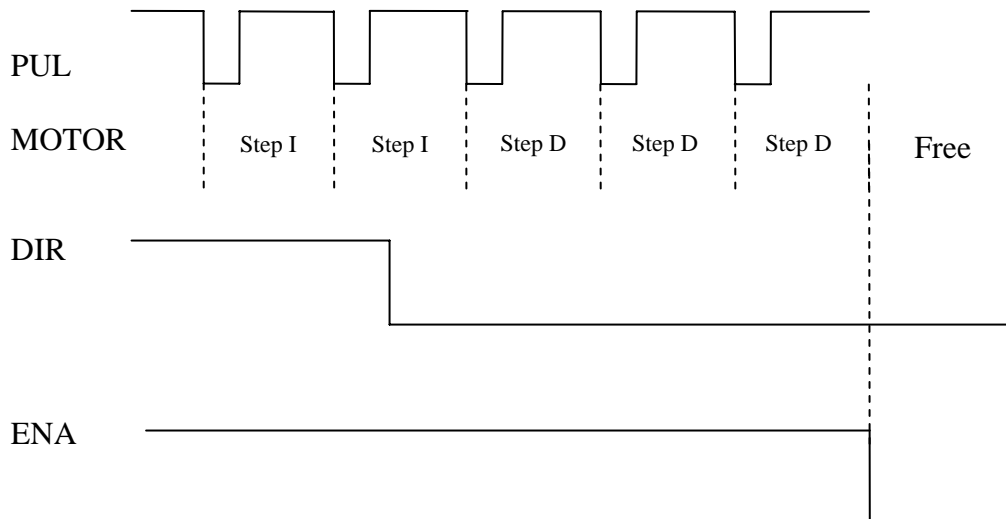 PUL
MOTOR
Step I Step I Step D Step D Step D Free
DIR
ENA